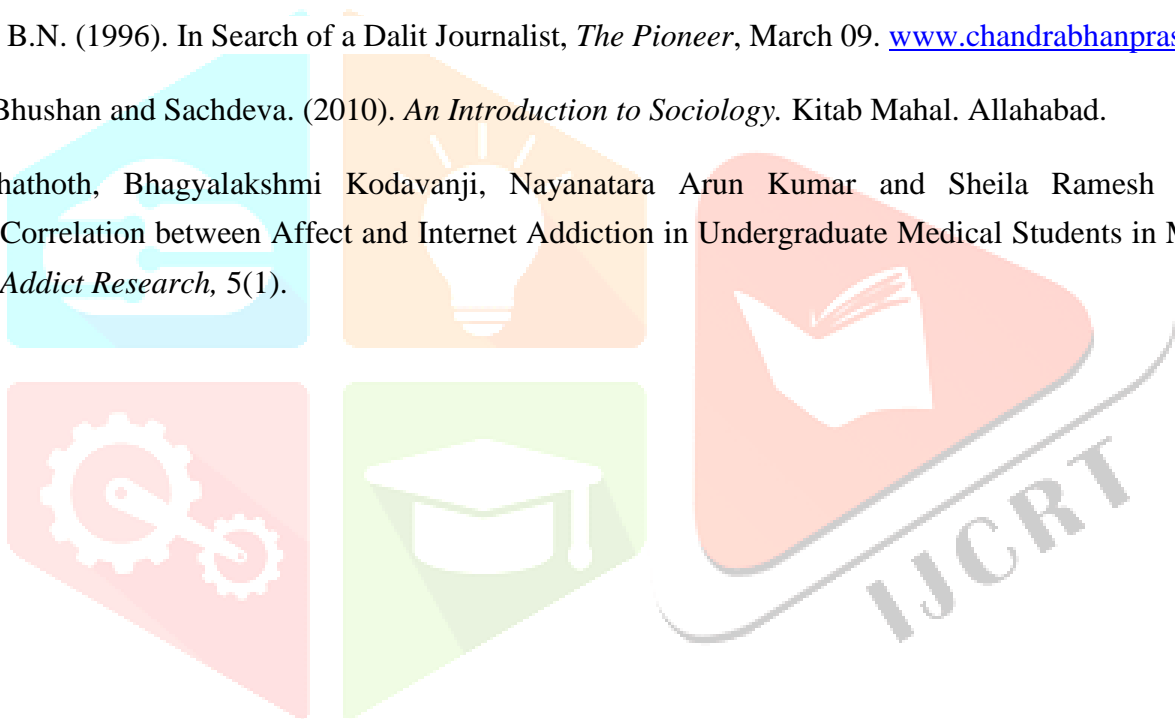 B.N. (1996). In Search of a Dalit Journalist, The Pioneer, March 09. www.chandrabhanpras
Bhushan and Sachdeva. (2010). An Introduction to Sociology. Kitab Mahal. Allahabad.
hathoth, Bhagyalakshmi Kodavanji, Nayanatara Arun Kumar and Sheila Ramesh
Correlation between Affect and Internet Addiction in Undergraduate Medical Students in M
Addict Research, 5(1).
IJCRT